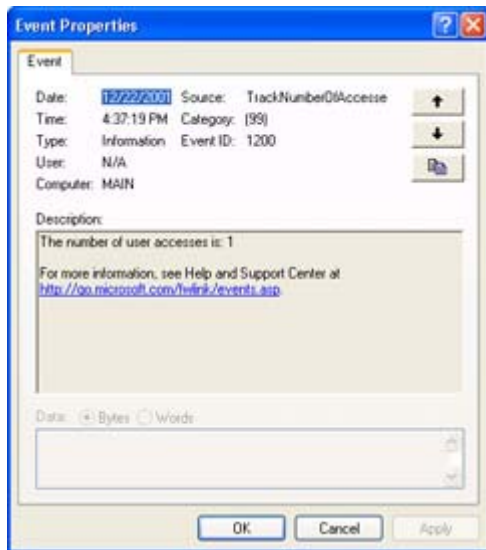 Event Properties
Event
Date: 12/22/2001 Source: TrackNumberOfAccesse
Time: 4:37:19 PM Category: (99)
Type: Information Event ID: 1200
User: N/A
Computer: MAIN
Description:
The number of user accesses is: 1
For more information, see Help and Support Center at
http://go.microsoft.com/fwlink/events.asp.
Data: Bytes Words
OK Cancel Apply